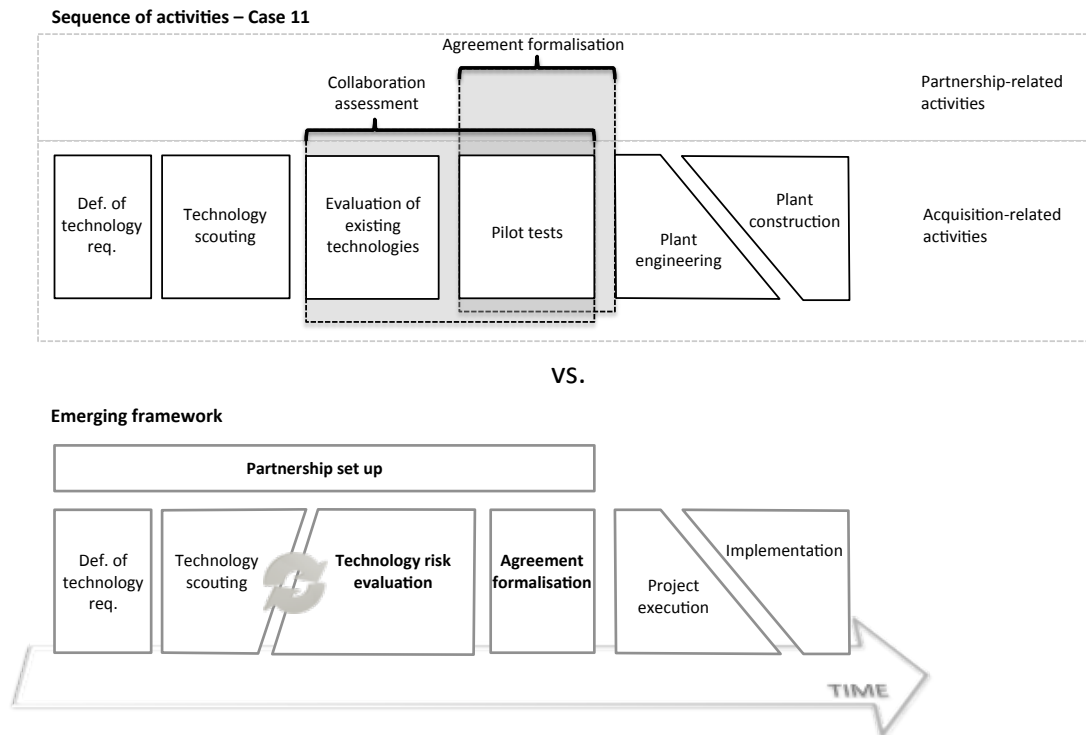 Sequence of activities – Case 11
Agreement formalisation
Collaboration
assessment
Partnership-related
activities
Def. of
technology
req.
Technology
scouting
Evaluation of
existing
technologies
Pilot tests
Plant
engineering
Plant
construction
Acquisition-related
activities
vs.
Emerging framework
Partnership set up
Def. of
technology
req.
Technology
scouting
Technology risk
evaluation
Agreement
formalisation
Project
execution
Implementation
TIME